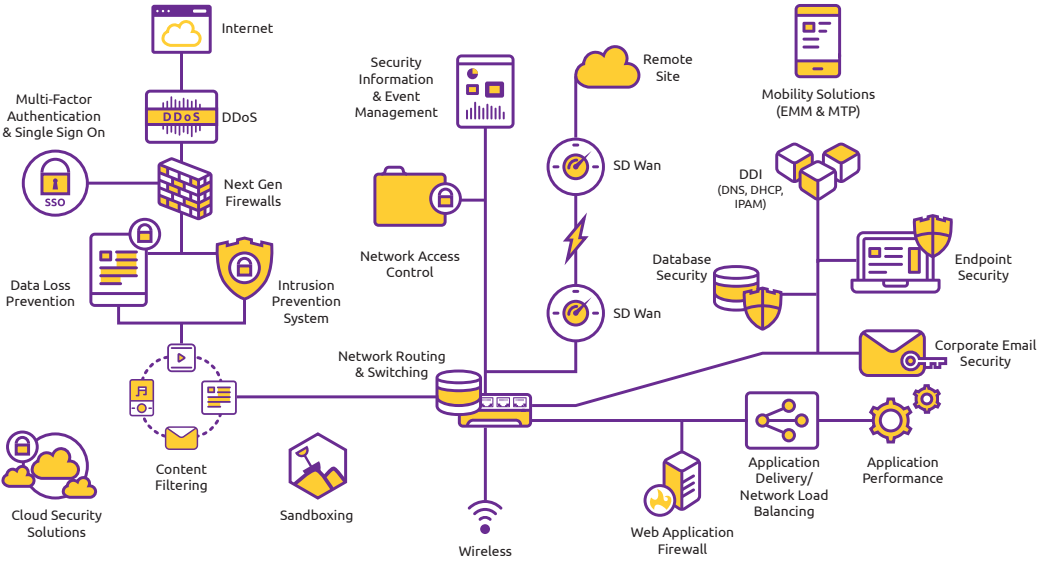 Internet
DDoS
DDoS
Multi-Factor
Authentication
& Single Sign On
SSO
Next Gen
Firewalls
Data Loss
Prevention
Intrusion
Prevention
System
Content
Filtering
Cloud Security
Solutions
Sandboxing
Security
Information
& Event
Management
Network Access
Control
Network Routing
& Switching
Wireless
Remote
Site
SD Wan
SD Wan
Mobility Solutions
(EMM & MTP)
DDI
(DNS, DHCP,
IPAM)
Database
Security
Endpoint
Security
Corporate Email
Security
Web Application
Firewall
Application
Delivery/
Network Load
Balancing
Application
Performance